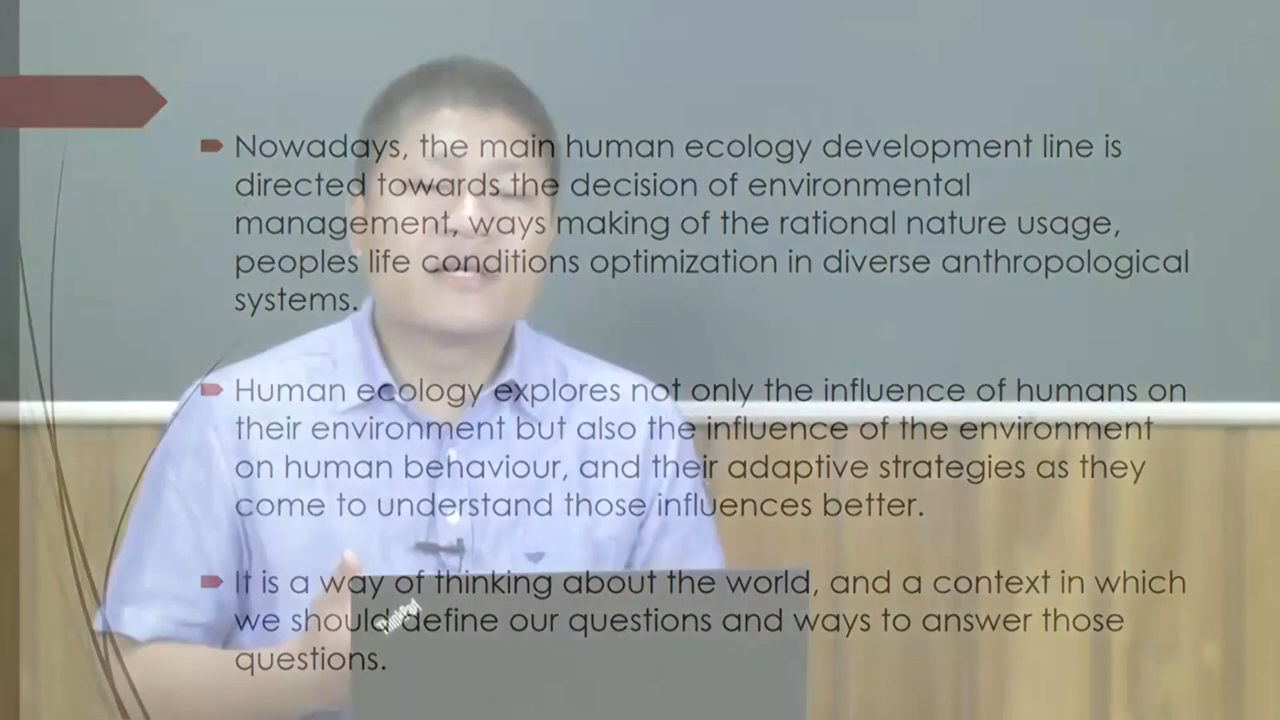 Nowadays, the main human ecology development line is
directed towards the decision of environmental
management, ways making of the rational nature usage,
peoples life conditions optimization in diverse anthropological
systems.
Human ecology explores not only the influence of humans on
their environment but also the influence of the environment
on human behaviour, and their adaptive strategies as they
come to understand those influences better.
It is a way of thinking about the world, and a context in which
we should define our questions and ways to answer those
questions.
ThinkPad